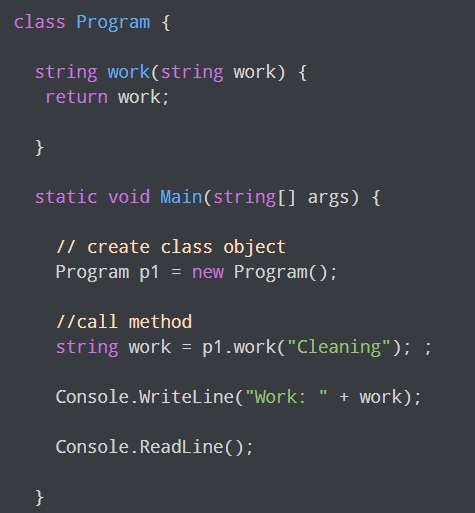 class Program {
string work(string work) {
return work;
}
static void Main(string[] args) {
// create class object
Program p1 = new Program();
//call method
string work = p1.work("Cleaning"); ;
Console.WriteLine("Work: " + work);
Console.ReadLine();
}